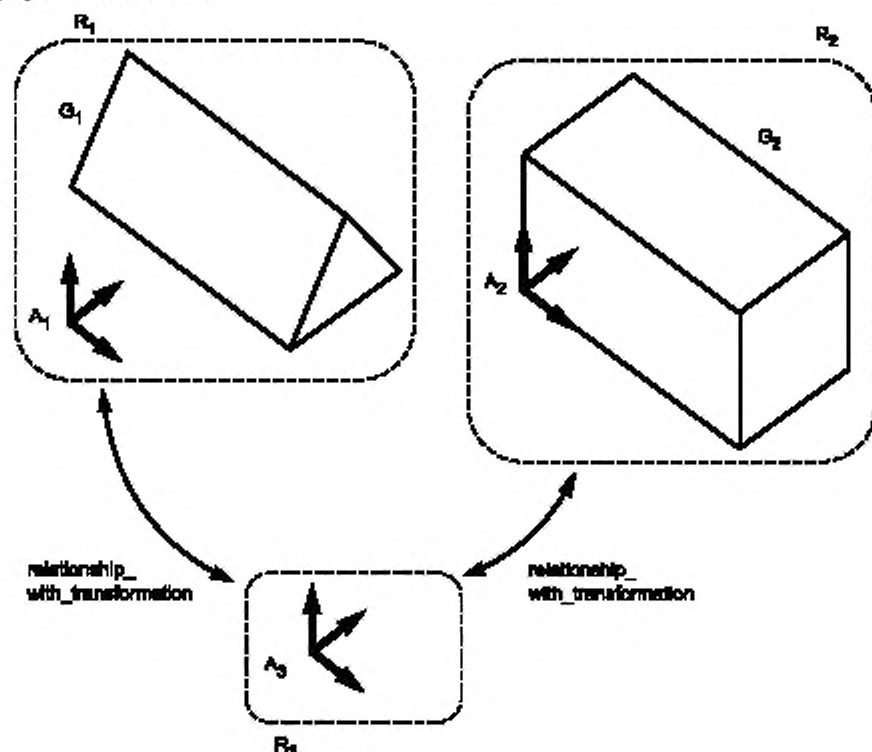 R1
R2
G1
G2
A1
A2
relationship_
with_transformation
relationship_
with_transformation
A3
R3